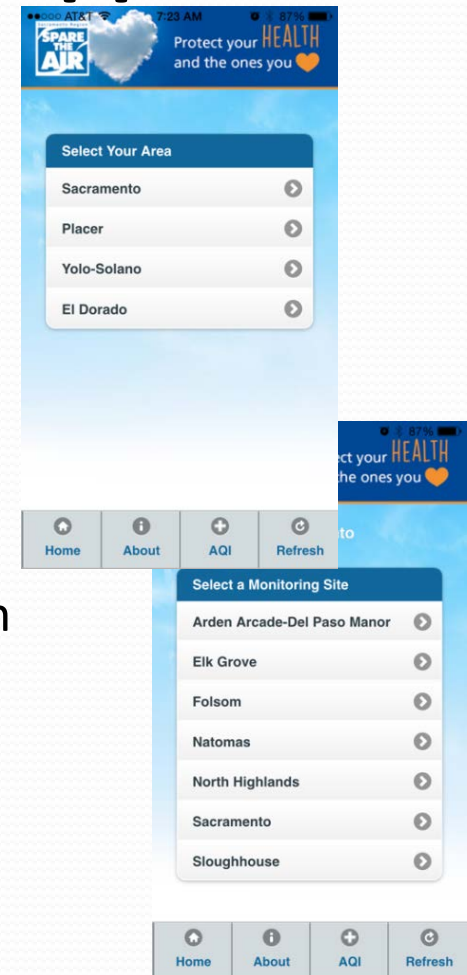 ●●○○○ AT&T 7:23 AM 87%
Sacramento Region
SPARE
THE
AIR
Protect your HEALTH
and the ones you
Select Your Area
Sacramento
Placer
Yolo-Solano
El Dorado
Home About AQI Refresh
87%
ct your HEALTH
the ones you
to
Select a Monitoring Site
Arden Arcade-Del Paso Manor
Elk Grove
Folsom
Natomas
North Highlands
Sacramento
Sloughhouse
Home About AQI Refresh